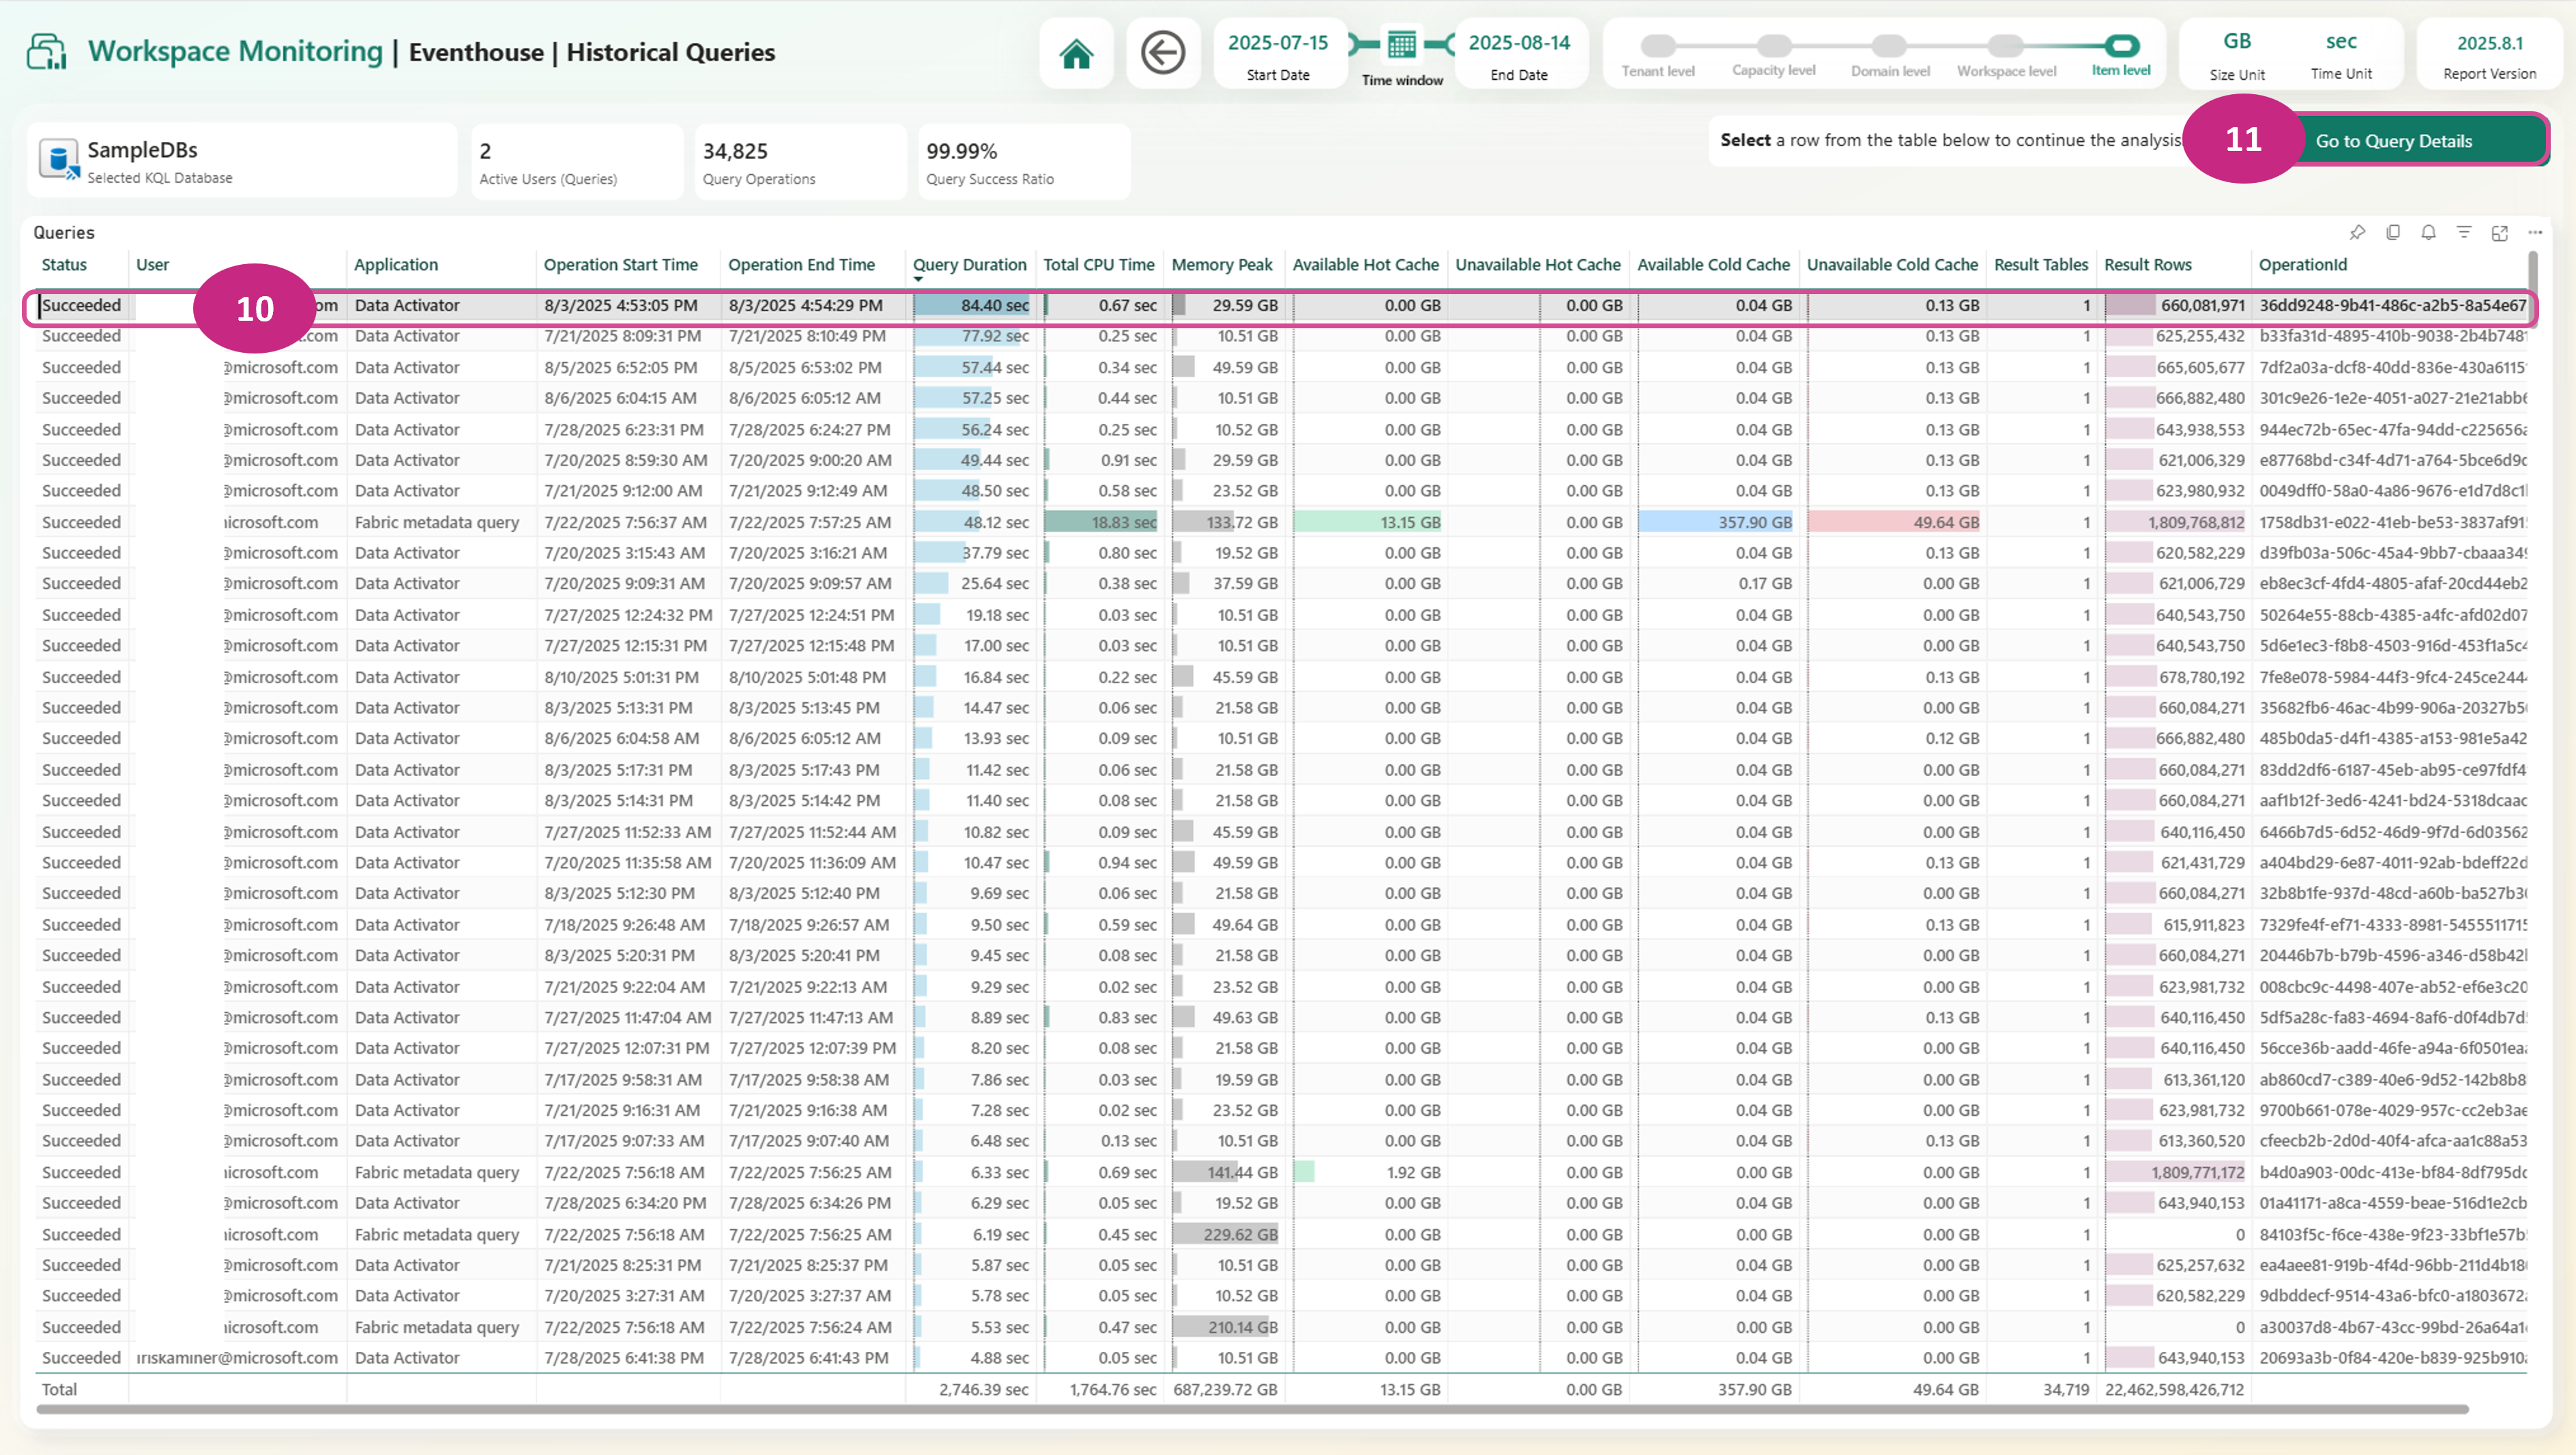 Workspace Monitoring | Eventhouse | Historical Queries
2025-07-15
Start Date
Time window
2025-08-14
End Date
Tenant level
Capacity level
Domain level
Workspace level
Item level
GB
Size Unit
sec
Time Unit
2025.8.1
Report Version
SampleDBs
Selected KQL Database
2
Active Users (Queries)
34,825
Query Operations
99.99%
Query Success Ratio
Select a row from the table below to continue the analysis
11
Go to Query Details
Queries
Status User Application Operation Start Time Operation End Time Query Duration Total CPU Time Memory Peak Available Hot Cache Unavailable Hot Cache Available Cold Cache Unavailable Cold Cache Result Tables Result Rows OperationId
10
Succeeded om Data Activator 8/3/2025 4:53:05 PM 8/3/2025 4:54:29 PM 84.40 sec 0.67 sec 29.59 GB 0.00 GB 0.00 GB 0.04 GB 0.13 GB 1 660,081,971 36dd9248-9b41-486c-a2b5-8a54e67
Succeeded .com Data Activator 7/21/2025 8:09:31 PM 7/21/2025 8:10:49 PM 77.92 sec 0.25 sec 10.51 GB 0.00 GB 0.00 GB 0.04 GB 0.13 GB 1 625,255,432 b33fa31d-4895-410b-9038-2b4b748
Succeeded @microsoft.com Data Activator 8/5/2025 6:52:05 PM 8/5/2025 6:53:02 PM 57.44 sec 0.34 sec 49.59 GB 0.00 GB 0.00 GB 0.04 GB 0.13 GB 1 665,605,677 7df2a03a-dcf8-40dd-836e-430a6115
Succeeded @microsoft.com Data Activator 8/6/2025 6:04:15 AM 8/6/2025 6:05:12 AM 57.25 sec 0.44 sec 10.51 GB 0.00 GB 0.00 GB 0.04 GB 0.13 GB 1 666,882,480 301c9e26-1e2e-4051-a027-21e21abb6
Succeeded @microsoft.com Data Activator 7/28/2025 6:23:31 PM 7/28/2025 6:24:27 PM 56.24 sec 0.25 sec 10.52 GB 0.00 GB 0.00 GB 0.04 GB 0.13 GB 1 643,938,553 944ec72b-65ec-47fa-94dd-c225656a
Succeeded @microsoft.com Data Activator 7/20/2025 8:59:30 AM 7/20/2025 9:00:20 AM 49.44 sec 0.91 sec 29.59 GB 0.00 GB 0.00 GB 0.04 GB 0.13 GB 1 621,006,329 e87768bd-c34f-4d71-a764-5bce6d9c
Succeeded @microsoft.com Data Activator 7/21/2025 9:12:00 AM 7/21/2025 9:12:49 AM 48.50 sec 0.58 sec 23.52 GB 0.00 GB 0.00 GB 0.04 GB 0.13 GB 1 623,980,932 0049dff0-58a0-4a86-9676-e1d7d8c1
Succeeded icrosoft.com Fabric metadata query 7/22/2025 7:56:37 AM 7/22/2025 7:57:25 AM 48.12 sec 18.83 sec 133.72 GB 13.15 GB 0.00 GB 357.90 GB 49.64 GB 1 1,809,768,812 1758db31-e022-41eb-be53-3837af91
Succeeded @microsoft.com Data Activator 7/20/2025 3:15:43 AM 7/20/2025 3:16:21 AM 37.79 sec 0.80 sec 19.52 GB 0.00 GB 0.00 GB 0.04 GB 0.13 GB 1 620,582,229 d39fb03a-506c-45a4-9bb7-cbaaa349
Succeeded @microsoft.com Data Activator 7/20/2025 9:09:31 AM 7/20/2025 9:09:57 AM 25.64 sec 0.38 sec 37.59 GB 0.00 GB 0.00 GB 0.17 GB 0.00 GB 1 621,006,729 eb8ec3cf-4fd4-4805-afaf-20cd44eb2
Succeeded @microsoft.com Data Activator 7/27/2025 12:24:32 PM 7/27/2025 12:24:51 PM 19.18 sec 0.03 sec 10.51 GB 0.00 GB 0.00 GB 0.04 GB 0.00 GB 1 640,543,750 50264e55-88cb-4385-a4fc-afd02d07
Succeeded @microsoft.com Data Activator 7/27/2025 12:15:31 PM 7/27/2025 12:15:48 PM 17.00 sec 0.03 sec 10.51 GB 0.00 GB 0.00 GB 0.04 GB 0.00 GB 1 640,543,750 5d6e1ec3-f8b8-4503-916d-453f1a5c4
Succeeded @microsoft.com Data Activator 8/10/2025 5:01:31 PM 8/10/2025 5:01:48 PM 16.84 sec 0.22 sec 45.59 GB 0.00 GB 0.00 GB 0.04 GB 0.13 GB 1 678,780,192 7fe8e078-5984-44f3-9fc4-245ce244
Succeeded @microsoft.com Data Activator 8/3/2025 5:13:31 PM 8/3/2025 5:13:45 PM 14.47 sec 0.06 sec 21.58 GB 0.00 GB 0.00 GB 0.04 GB 0.00 GB 1 660,084,271 35682fb6-46ac-4b99-906a-20327b5
Succeeded @microsoft.com Data Activator 8/6/2025 6:04:58 AM 8/6/2025 6:05:12 AM 13.93 sec 0.09 sec 10.51 GB 0.00 GB 0.00 GB 0.04 GB 0.12 GB 1 666,882,480 485b0da5-d4f1-4385-a153-981e5a42
Succeeded @microsoft.com Data Activator 8/3/2025 5:17:31 PM 8/3/2025 5:17:43 PM 11.42 sec 0.06 sec 21.58 GB 0.00 GB 0.00 GB 0.04 GB 0.00 GB 1 660,084,271 83dd2df6-6187-45eb-ab95-ce97fdf4
Succeeded @microsoft.com Data Activator 8/3/2025 5:14:31 PM 8/3/2025 5:14:42 PM 11.40 sec 0.08 sec 21.58 GB 0.00 GB 0.00 GB 0.04 GB 0.00 GB 1 660,084,271 aaf1b12f-3ed6-4241-bd24-5318dcaac
Succeeded @microsoft.com Data Activator 7/27/2025 11:52:33 AM 7/27/2025 11:52:44 AM 10.82 sec 0.09 sec 45.59 GB 0.00 GB 0.00 GB 0.04 GB 0.00 GB 1 640,116,450 6466b7d5-6d52-46d9-9f7d-6d03562
Succeeded @microsoft.com Data Activator 7/20/2025 11:35:58 AM 7/20/2025 11:36:09 AM 10.47 sec 0.94 sec 49.59 GB 0.00 GB 0.00 GB 0.04 GB 0.13 GB 1 621,431,729 a404bd29-6e87-4011-92ab-bdeff22d
Succeeded @microsoft.com Data Activator 8/3/2025 5:12:30 PM 8/3/2025 5:12:40 PM 9.69 sec 0.06 sec 21.58 GB 0.00 GB 0.00 GB 0.04 GB 0.00 GB 1 660,084,271 32b8b1fe-937d-48cd-a60b-ba527b3
Succeeded @microsoft.com Data Activator 7/18/2025 9:26:48 AM 7/18/2025 9:26:57 AM 9.50 sec 0.59 sec 49.64 GB 0.00 GB 0.00 GB 0.04 GB 0.13 GB 1 615,911,823 7329fe4f-ef71-4333-8981-5455511715
Succeeded @microsoft.com Data Activator 8/3/2025 5:20:31 PM 8/3/2025 5:20:41 PM 9.45 sec 0.08 sec 21.58 GB 0.00 GB 0.00 GB 0.04 GB 0.00 GB 1 660,084,271 20446b7b-b79b-4596-a346-d58b42
Succeeded @microsoft.com Data Activator 7/21/2025 9:22:04 AM 7/21/2025 9:22:13 AM 9.29 sec 0.02 sec 23.52 GB 0.00 GB 0.00 GB 0.04 GB 0.00 GB 1 623,981,732 008cbc9c-4498-407e-ab52-ef6e3c20
Succeeded @microsoft.com Data Activator 7/27/2025 11:47:04 AM 7/27/2025 11:47:13 AM 8.89 sec 0.83 sec 49.63 GB 0.00 GB 0.00 GB 0.04 GB 0.13 GB 1 640,116,450 5df5a28c-fa83-4694-8af6-d0f4db7d
Succeeded @microsoft.com Data Activator 7/27/2025 12:07:31 PM 7/27/2025 12:07:39 PM 8.20 sec 0.08 sec 21.58 GB 0.00 GB 0.00 GB 0.04 GB 0.00 GB 1 640,116,450 56cce36b-aadd-46fe-a94a-6f0501ea
Succeeded @microsoft.com Data Activator 7/17/2025 9:58:31 AM 7/17/2025 9:58:38 AM 7.86 sec 0.03 sec 19.59 GB 0.00 GB 0.00 GB 0.04 GB 0.00 GB 1 613,361,120 ab860cd7-c389-40e6-9d52-142b8b8
Succeeded @microsoft.com Data Activator 7/21/2025 9:16:31 AM 7/21/2025 9:16:38 AM 7.28 sec 0.02 sec 23.52 GB 0.00 GB 0.00 GB 0.04 GB 0.00 GB 1 623,981,732 9700b661-078e-4029-957c-cc2eb3ae
Succeeded @microsoft.com Data Activator 7/17/2025 9:07:33 AM 7/17/2025 9:07:40 AM 6.48 sec 0.13 sec 10.51 GB 0.00 GB 0.00 GB 0.04 GB 0.13 GB 1 613,360,520 cfeecb2b-2d0d-40f4-afca-aa1c88a53
Succeeded icrosoft.com Fabric metadata query 7/22/2025 7:56:18 AM 7/22/2025 7:56:25 AM 6.33 sec 0.69 sec 141.44 GB 1.92 GB 0.00 GB 0.00 GB 0.00 GB 1 1,809,771,172 b4d0a903-00dc-413e-bf84-8df795dc
Succeeded @microsoft.com Data Activator 7/28/2025 6:34:20 PM 7/28/2025 6:34:26 PM 6.29 sec 0.05 sec 19.52 GB 0.00 GB 0.00 GB 0.04 GB 0.00 GB 1 643,940,153 01a41171-a8ca-4559-beae-516d1e2cb
Succeeded icrosoft.com Fabric metadata query 7/22/2025 7:56:18 AM 7/22/2025 7:56:25 AM 6.19 sec 0.45 sec 229.62 GB 0.00 GB 0.00 GB 0.00 GB 0.00 GB 1 0 84103f5c-f6ce-438e-9f23-33bf1e57b
Succeeded @microsoft.com Data Activator 7/21/2025 8:25:31 PM 7/21/2025 8:25:37 PM 5.87 sec 0.05 sec 10.51 GB 0.00 GB 0.00 GB 0.04 GB 0.00 GB 1 625,257,632 ea4aee81-919b-4f4d-96bb-211d4b18
Succeeded @microsoft.com Data Activator 7/20/2025 3:27:31 AM 7/20/2025 3:27:37 AM 5.78 sec 0.05 sec 10.52 GB 0.00 GB 0.00 GB 0.04 GB 0.00 GB 1 620,582,229 9dbddecf-9514-43a6-bfc0-a1803672
Succeeded icrosoft.com Fabric metadata query 7/22/2025 7:56:18 AM 7/22/2025 7:56:24 AM 5.53 sec 0.47 sec 210.14 GB 0.00 GB 0.00 GB 0.00 GB 0.00 GB 1 0 a30037d8-4b67-43cc-99bd-26a64a1
Succeeded iriskaminer@microsoft.com Data Activator 7/28/2025 6:41:38 PM 7/28/2025 6:41:43 PM 4.88 sec 0.05 sec 10.51 GB 0.00 GB 0.00 GB 0.04 GB 0.00 GB 1 643,940,153 20693a3b-0f84-420e-b839-925b910
Total 2,746.39 sec 1,764.76 sec 687,239.72 GB 13.15 GB 0.00 GB 357.90 GB 49.64 GB 34,719 22,462,598,426,712